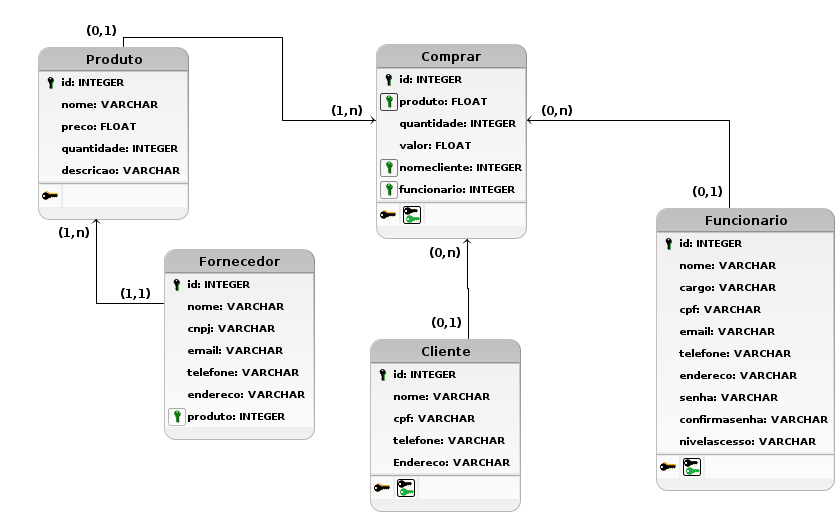 (0,1)
Produto
id: INTEGER
nome: VARCHAR
preco: FLOAT
quantidade: INTEGER
descricao: VARCHAR
(1,n)
Comprar
id: INTEGER
produto: FLOAT
quantidade: INTEGER
valor: FLOAT
nomecliente: INTEGER
funcionario: INTEGER
(0,n)
(0,1)
Funcionario
id: INTEGER
nome: VARCHAR
cargo: VARCHAR
cpf: VARCHAR
email: VARCHAR
telefone: VARCHAR
endereco: VARCHAR
senha: VARCHAR
confirmasenha: VARCHAR
nivelascesso: VARCHAR
(1,n)
(1,1)
Fornecedor
id: INTEGER
nome: VARCHAR
cnpj: VARCHAR
email: VARCHAR
telefone: VARCHAR
endereco: VARCHAR
produto: INTEGER
(0,n)
(0,1)
Cliente
id: INTEGER
nome: VARCHAR
cpf: VARCHAR
telefone: VARCHAR
Endereco: VARCHAR